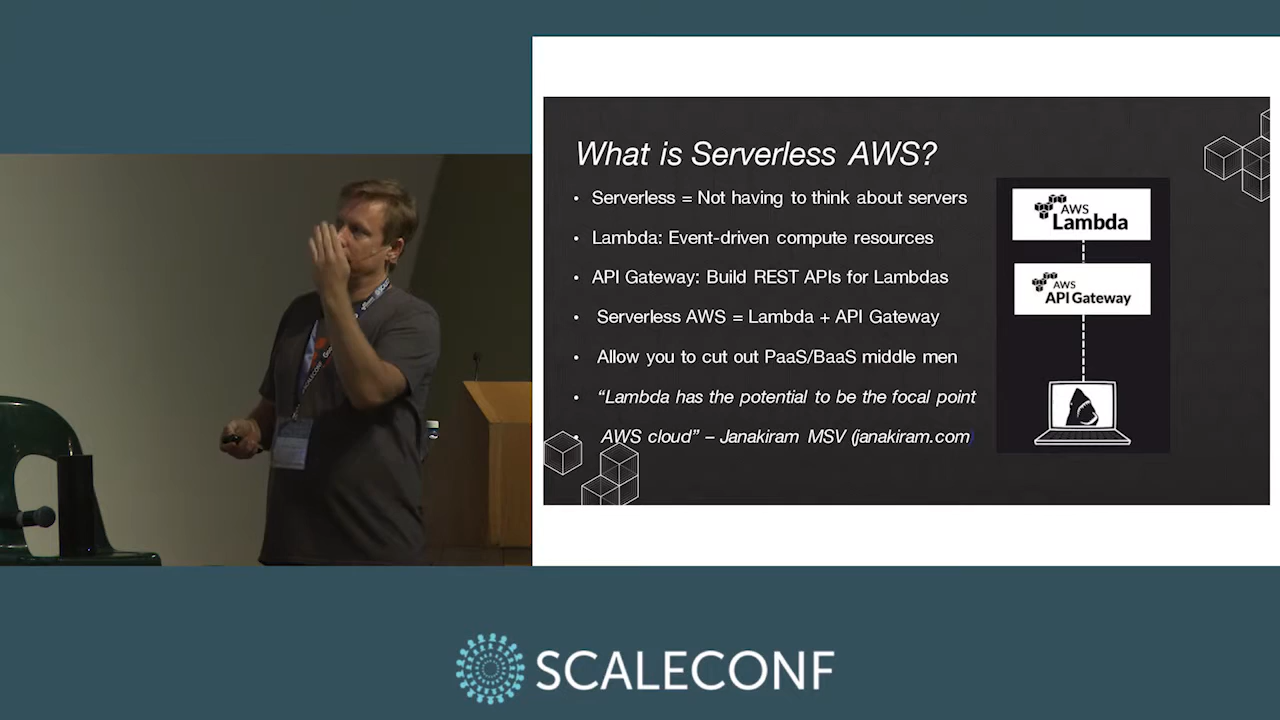 What is Serverless AWS?
• Serverless = Not having to think about servers
• Lambda: Event-driven compute resources
• API Gateway: Build REST APIs for Lambdas
• Serverless AWS = Lambda + API Gateway
• Allow you to cut out PaaS/BaaS middle men
• “Lambda has the potential to be the focal point
• AWS cloud” – Janakiram MSV (janakiram.com)
AWS
Lambda
AWS
API Gateway
SCALECONF
SCALECONF